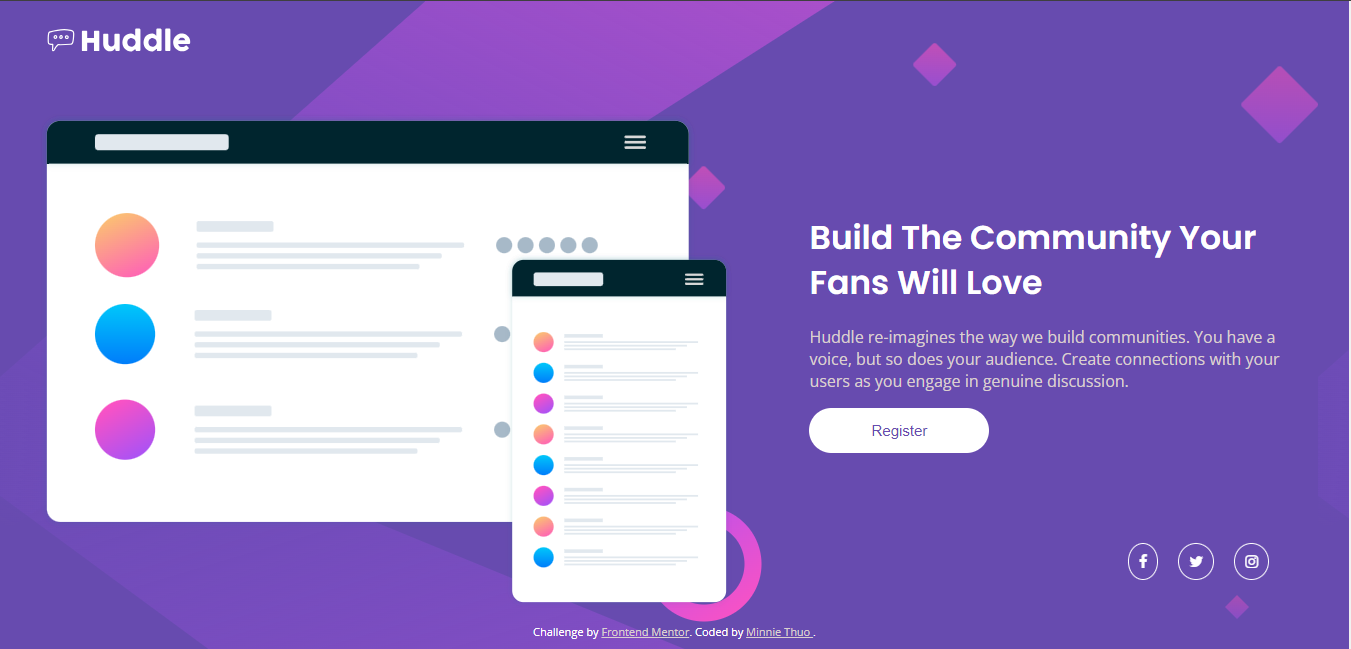 Huddle
Build The Community Your
Fans Will Love
Huddle re-imagines the way we build communities. You have a
voice, but so does your audience. Create connections with your
users as you engage in genuine discussion.
Register
Challenge by Frontend Mentor. Coded by Minnie Thuo .